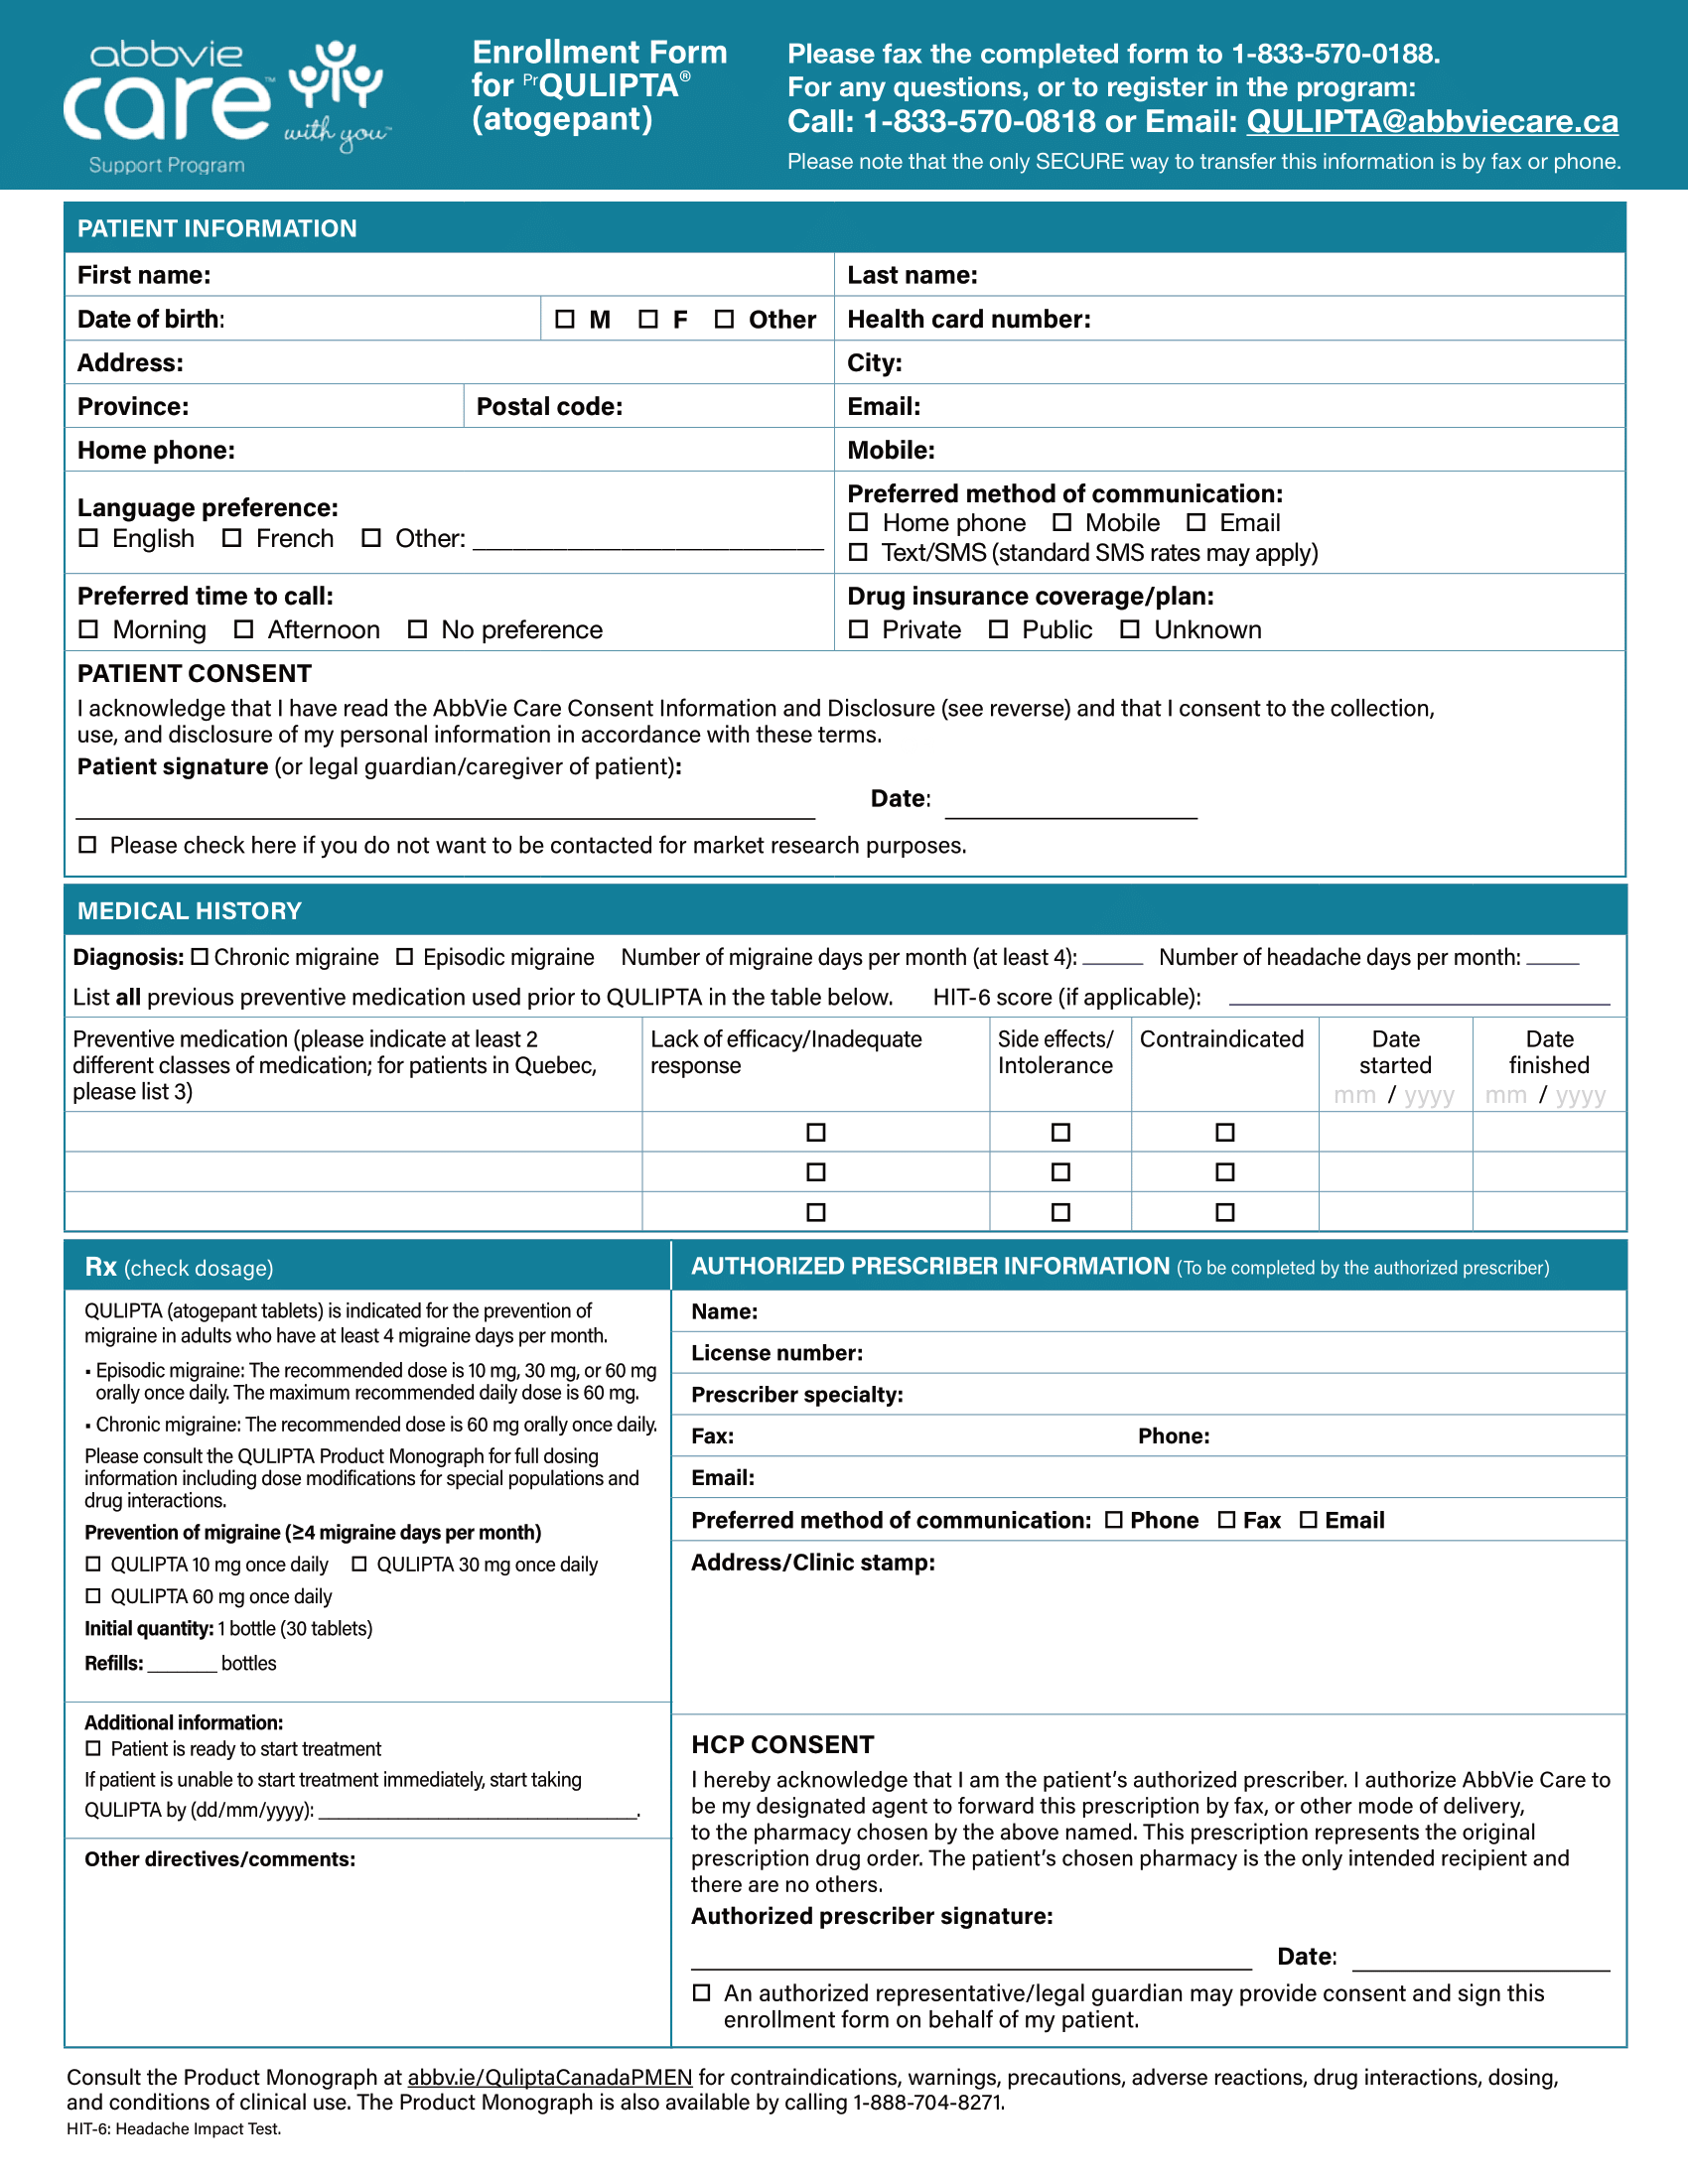 abbvie
care™ with you™
Support Program
Enrollment Form
for PrQULIPTA®
(atogepant)
Please fax the completed form to 1-833-570-0188.
For any questions, or to register in the program:
Call: 1-833-570-0818 or Email: QULIPTA@abbviecare.ca
Please note that the only SECURE way to transfer this information is by fax or phone.
PATIENT INFORMATION
First name: Last name:
Date of birth: ☐ M ☐ F ☐ Other Health card number:
Address: City:
Province: Postal code: Email:
Home phone: Mobile:
Language preference:
☐ English ☐ French ☐ Other: __________________________
Preferred method of communication:
☐ Home phone ☐ Mobile ☐ Email
☐ Text/SMS (standard SMS rates may apply)
Preferred time to call:
☐ Morning ☐ Afternoon ☐ No preference
Drug insurance coverage/plan:
☐ Private ☐ Public ☐ Unknown
PATIENT CONSENT
I acknowledge that I have read the AbbVie Care Consent Information and Disclosure (see reverse) and that I consent to the collection,
use, and disclosure of my personal information in accordance with these terms.
Patient signature (or legal guardian/caregiver of patient):
Date:
☐ Please check here if you do not want to be contacted for market research purposes.
MEDICAL HISTORY
Diagnosis: ☐ Chronic migraine ☐ Episodic migraine Number of migraine days per month (at least 4): _____ Number of headache days per month: _____
List all previous preventive medication used prior to QULIPTA in the table below. HIT-6 score (if applicable):
Preventive medication (please indicate at least 2
different classes of medication; for patients in Quebec,
please list 3)
Lack of efficacy/Inadequate
response
Side effects/
Intolerance
Contraindicated
Date
started
mm / yyyy
Date
finished
mm / yyyy
☐ ☐ ☐
☐ ☐ ☐
☐ ☐ ☐
Rx (check dosage)
QULIPTA (atogepant tablets) is indicated for the prevention of
migraine in adults who have at least 4 migraine days per month.
• Episodic migraine: The recommended dose is 10 mg, 30 mg, or 60 mg
orally once daily. The maximum recommended daily dose is 60 mg.
• Chronic migraine: The recommended dose is 60 mg orally once daily.
Please consult the QULIPTA Product Monograph for full dosing
information including dose modifications for special populations and
drug interactions.
Prevention of migraine (≥4 migraine days per month)
☐ QULIPTA 10 mg once daily ☐ QULIPTA 30 mg once daily
☐ QULIPTA 60 mg once daily
Initial quantity: 1 bottle (30 tablets)
Refills: _______ bottles
Additional information:
☐ Patient is ready to start treatment
If patient is unable to start treatment immediately, start taking
QULIPTA by (dd/mm/yyyy): ________________________________.
Other directives/comments:
AUTHORIZED PRESCRIBER INFORMATION (To be completed by the authorized prescriber)
Name:
License number:
Prescriber specialty:
Fax: Phone:
Email:
Preferred method of communication: ☐ Phone ☐ Fax ☐ Email
Address/Clinic stamp:
HCP CONSENT
I hereby acknowledge that I am the patient's authorized prescriber. I authorize AbbVie Care to
be my designated agent to forward this prescription by fax, or other mode of delivery,
to the pharmacy chosen by the above named. This prescription represents the original
prescription drug order. The patient's chosen pharmacy is the only intended recipient and
there are no others.
Authorized prescriber signature:
Date:
☐ An authorized representative/legal guardian may provide consent and sign this
enrollment form on behalf of my patient.
Consult the Product Monograph at abbv.ie/QuliptaCanadaPMEN for contraindications, warnings, precautions, adverse reactions, drug interactions, dosing,
and conditions of clinical use. The Product Monograph is also available by calling 1-888-704-8271.
HIT-6: Headache Impact Test.